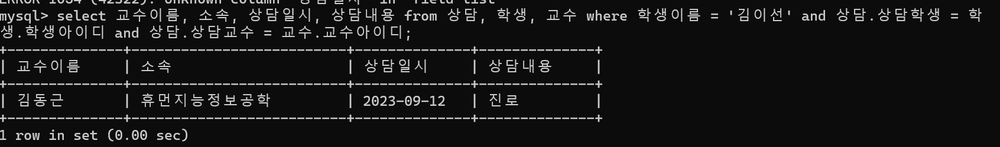 ERROR 1054 (42S22): Unknown column in 'field list'
mysql> select 교수이름, 소속, 상담일시, 상담내용 from 상담, 학생, 교수 where 학생이름 = '김이선' and 상담.상담학생 = 학
생.학생아이디 and 상담.상담교수 = 교수.교수아이디;
+--------------+--------------------------+--------------+--------------+
| 교수이름 | 소속 | 상담일시 | 상담내용 |
+--------------+--------------------------+--------------+--------------+
| 김동근 | 휴먼지능정보공학 | 2023-09-12 | 진로 |
+--------------+--------------------------+--------------+--------------+
1 row in set (0.00 sec)